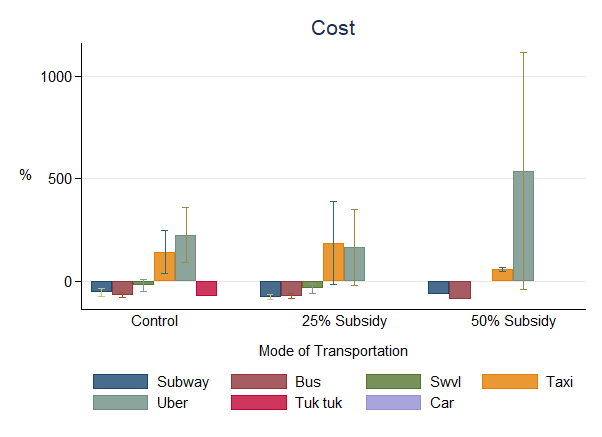 Cost
1000
%
500
0
Control 25% Subsidy 50% Subsidy
Mode of Transportation
Subway Bus Swvl Taxi
Uber Tuk tuk Car